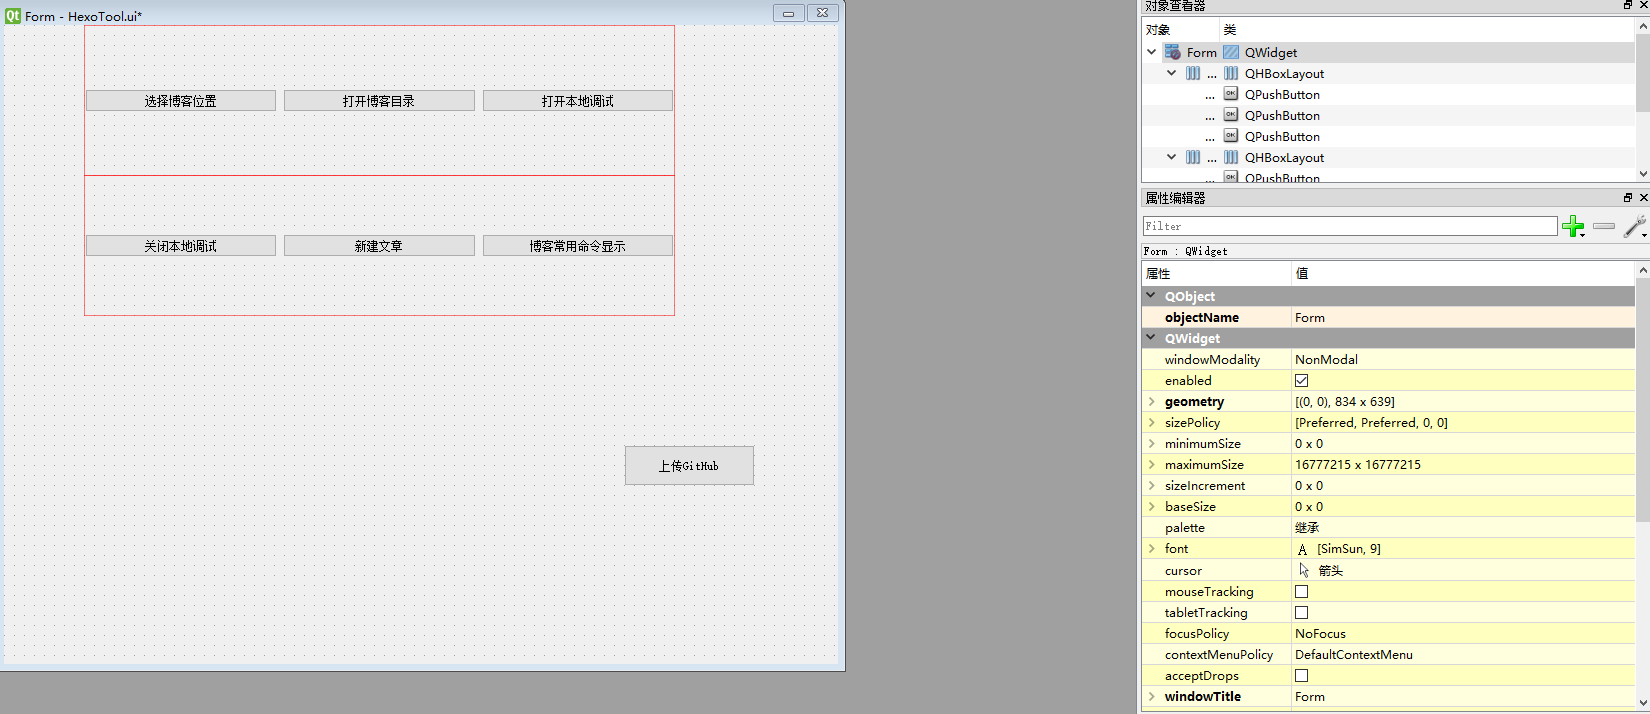 Qt Form - HexoTool.ui*
选择博客位置 打开博客目录 打开本地调试
关闭本地调试 新建文章 博客常用命令显示
上传GitHub
对象查看器
对象 类
Form QWidget
... QHBoxLayout
... OK QPushButton
... OK QPushButton
... OK QPushButton
... QHBoxLayout
... OK QPushButton
属性编辑器
Filter
Form : QWidget
属性 值
QObject
objectName Form
QWidget
windowModality NonModal
enabled
geometry [(0, 0), 834 x 639]
sizePolicy [Preferred, Preferred, 0, 0]
minimumSize 0 x 0
maximumSize 16777215 x 16777215
sizeIncrement 0 x 0
baseSize 0 x 0
palette 继承
font A [SimSun, 9]
cursor 箭头
mouseTracking
tabletTracking
focusPolicy NoFocus
contextMenuPolicy DefaultContextMenu
acceptDrops
windowTitle Form